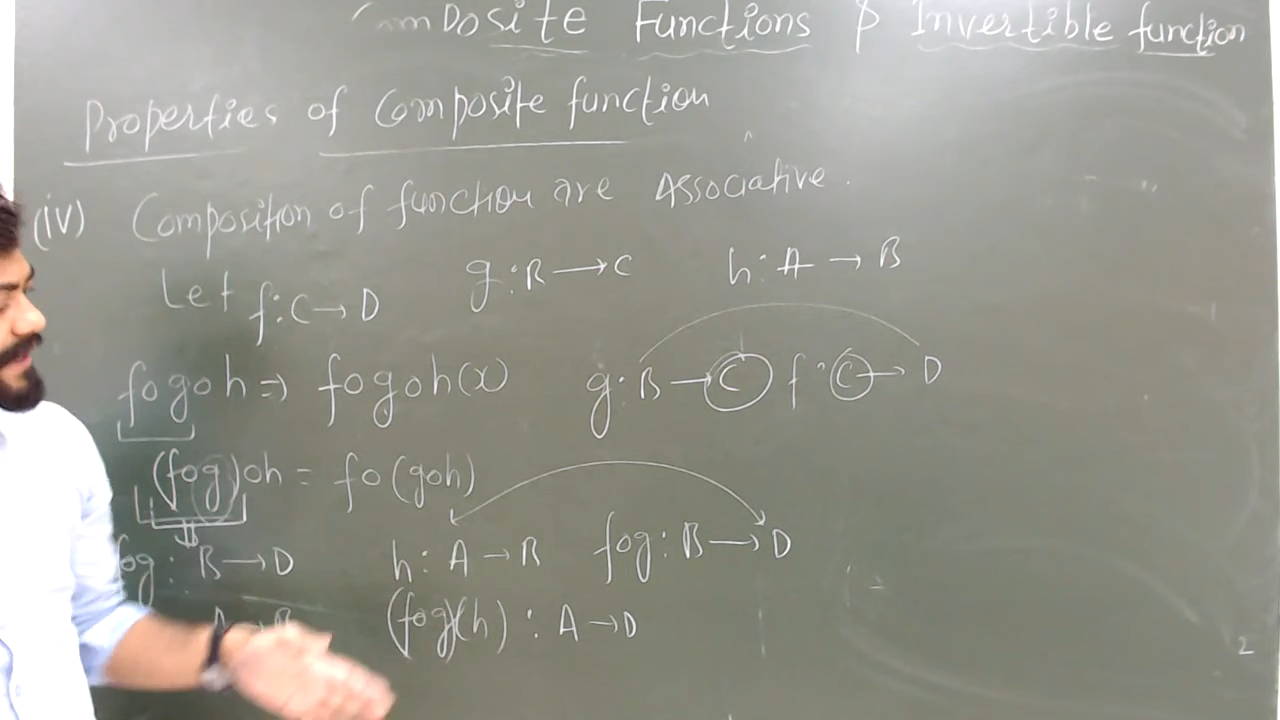 Composite Functions & Invertible function
Properties of Composite function
(iv) Composition of function are Associative.
Let f:C→D g:B→C h:A→B
fogoh => fogoh(x) g:B→C f:C→D
(fog)oh = fo(goh)
fog: B→D h: A→B fog: B→D
A→B (fog)(h) : A→D